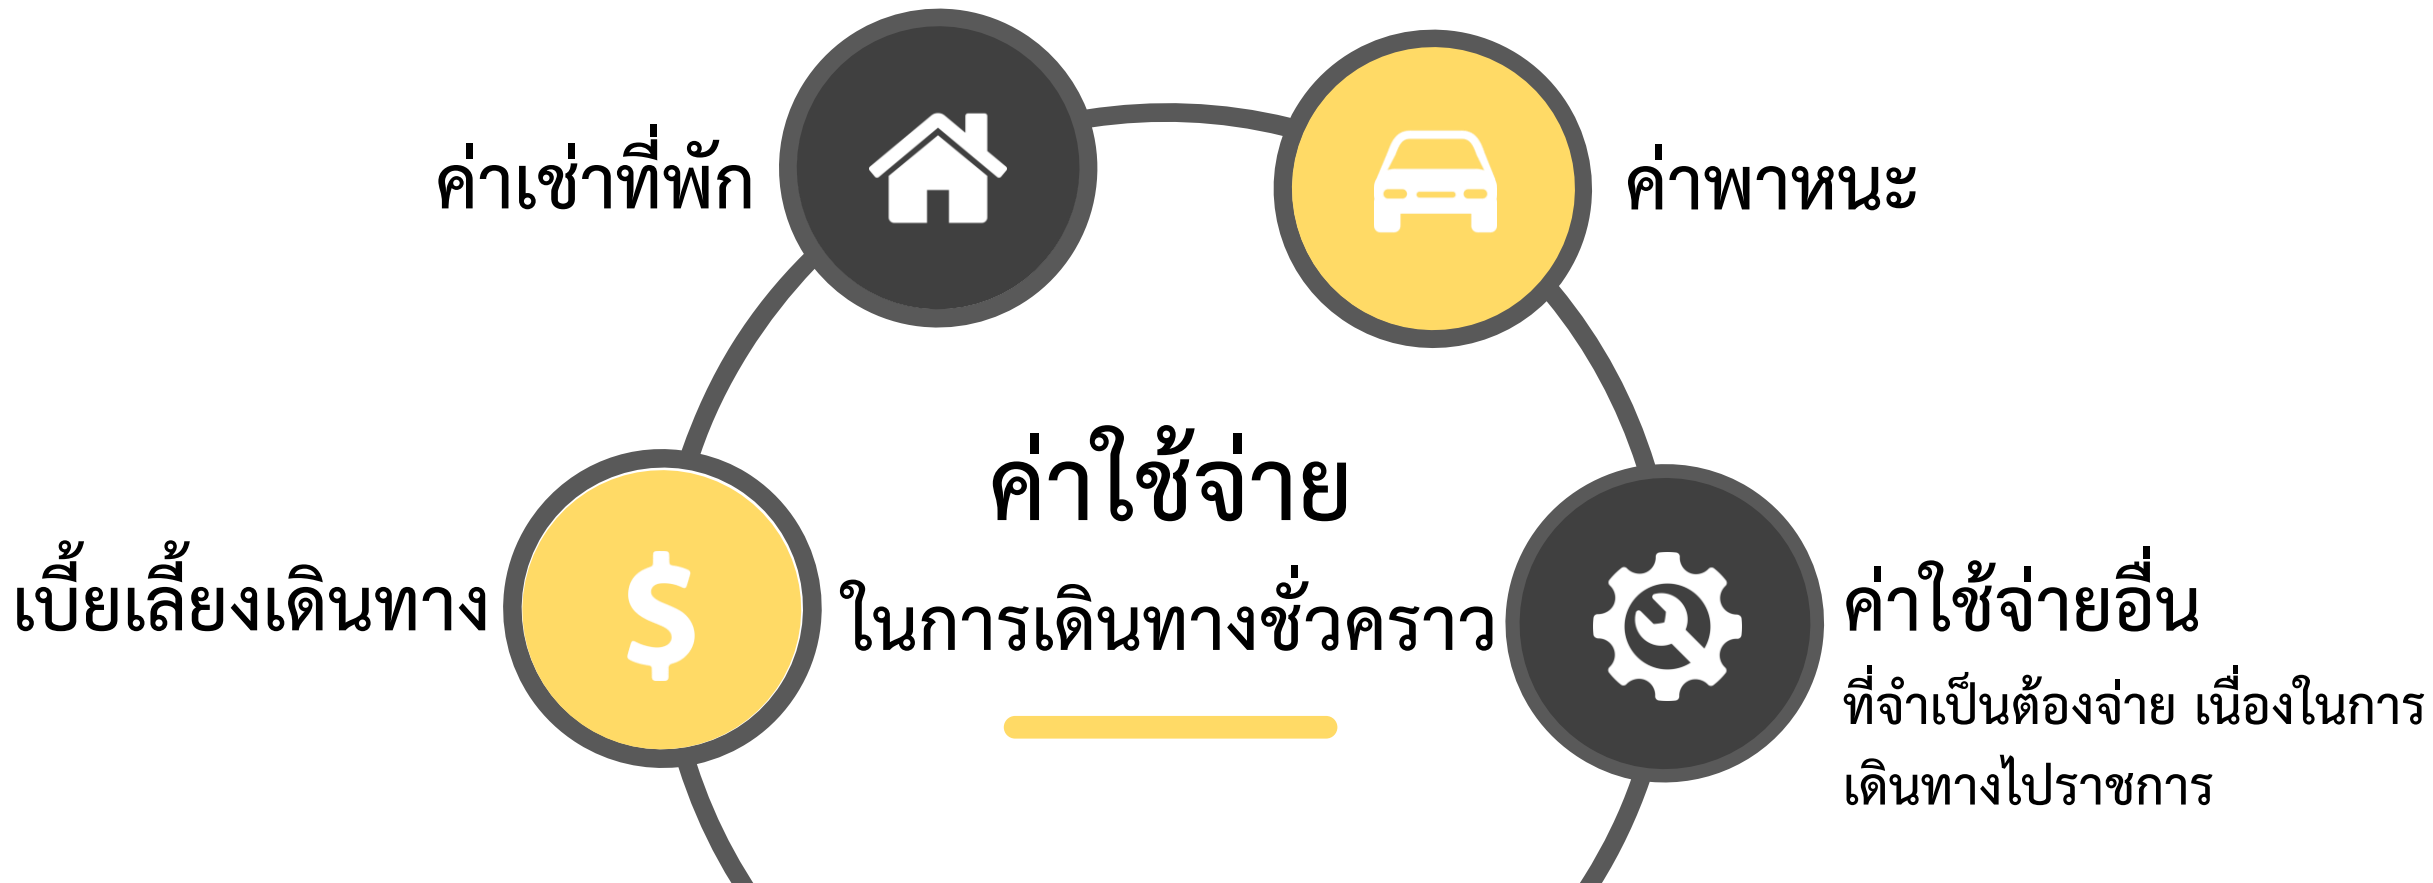 ค่าเช่าที่พัก
ค่าพาหนะ
ค่าใช้จ่าย
ในการเดินทางชั่วคราว
เบี้ยเลี้ยงเดินทาง
ค่าใช้จ่ายอื่น
ที่จำเป็นต้องจ่าย เนื่องในการ
เดินทางไปราชการ